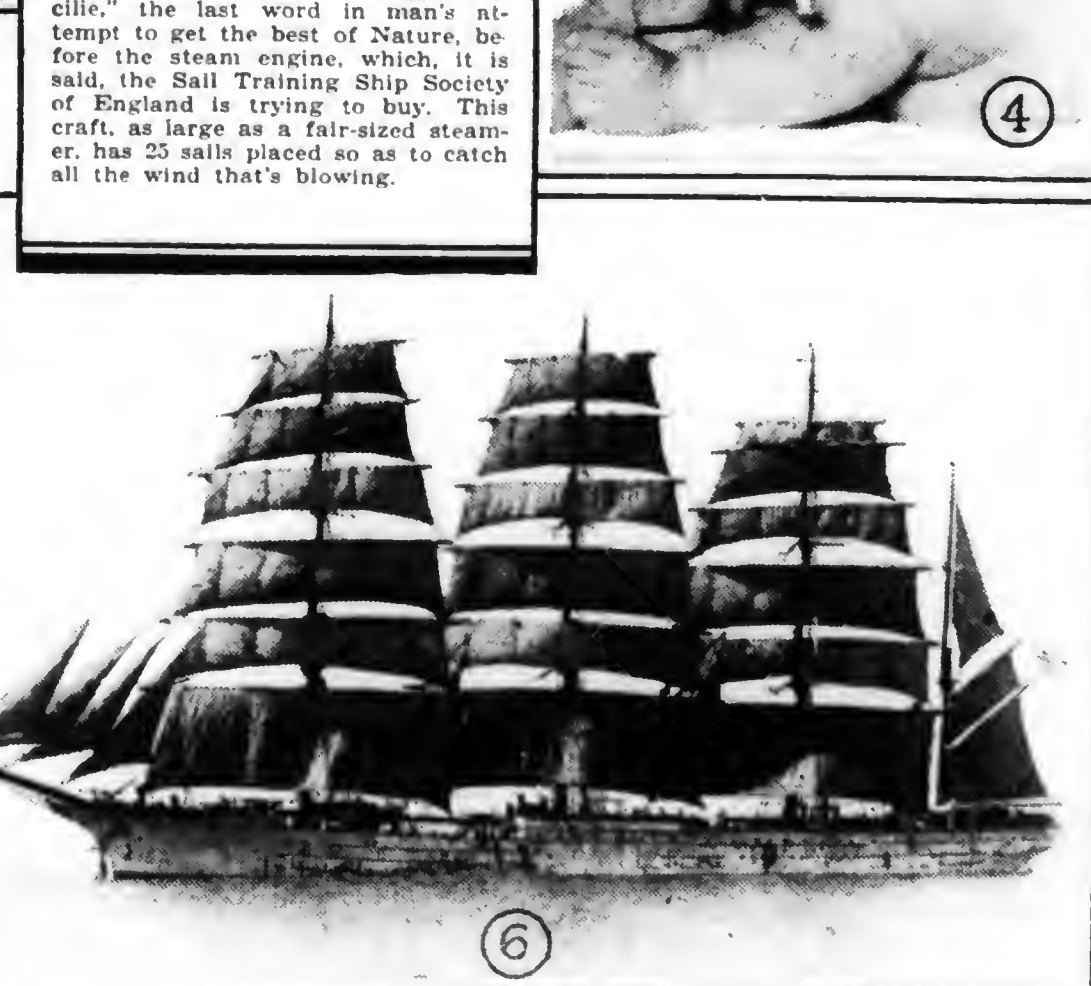 cilie," the last word in man's nt-
tempt to get the best of Nature, be-
fore the steam engine, which, it is
said, the Sail Training Ship Society
of England is trying to buy. This
craft, as large as a fair-sized steam-
er, has 25 sails placed so as to catch
all the wind that's blowing.
4
6